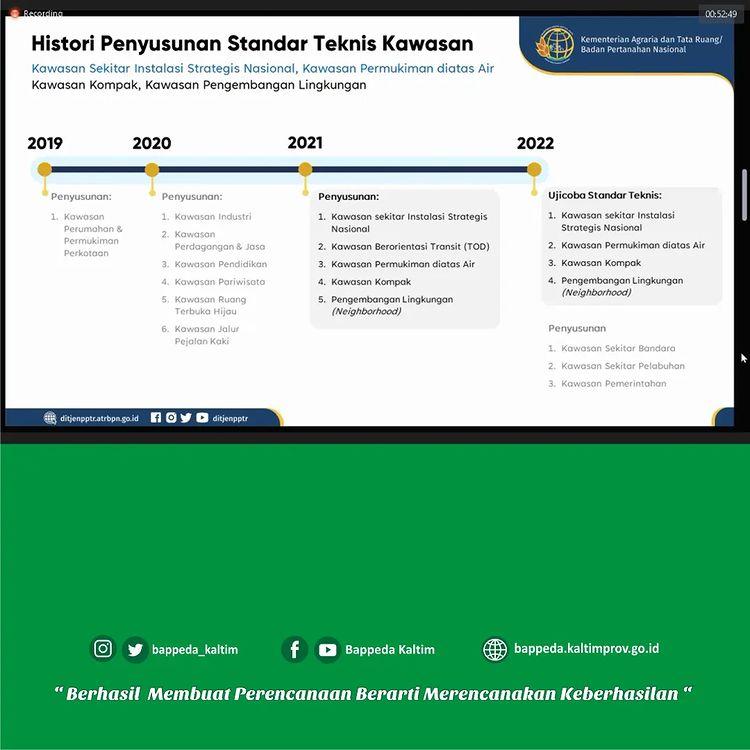 Recording
00:52:49
Histori Penyusunan Standar Teknis Kawasan
Kawasan Sekitar Instalasi Strategis Nasional, Kawasan Permukiman diatas Air
Kawasan Kompak, Kawasan Pengembangan Lingkungan
Kementerian Agraria dan Tata Ruang/
Badan Pertanahan Nasional
2019
Penyusunan:
1. Kawasan
Perumahan &
Permukiman
Perkotaan
2020
Penyusunan:
1. Kawasan Industri
2. Kawasan
Perdagangan & Jasa
3. Kawasan Pendidikan
4. Kawasan Pariwisata
5. Kawasan Ruang
Terbuka Hijau
6. Kawasan Jalur
Pejalan Kaki
2021
Penyusunan:
1. Kawasan sekitar Instalasi Strategis
Nasional
2. Kawasan Berorientasi Transit (TOD)
3. Kawasan Permukiman diatas Air
4. Kawasan Kompak
5. Pengembangan Lingkungan
(Neighborhood)
2022
Ujicoba Standar Teknis:
1. Kawasan sekitar Instalasi
Strategis Nasional
2. Kawasan Permukiman diatas Air
3. Kawasan Kompak
4. Pengembangan Lingkungan
(Neighborhood)
Penyusunan
1. Kawasan Sekitar Bandara
2. Kawasan Sekitar Pelabuhan
3. Kawasan Pemerintahan
ditjenpptr.atrbpn.go.id
ditjenpptr
bappeda_kaltim
Bappeda Kaltim
bappeda.kaltimprov.go.id
“ Berhasil Membuat Perencanaan Berarti Merencanakan Keberhasilan “